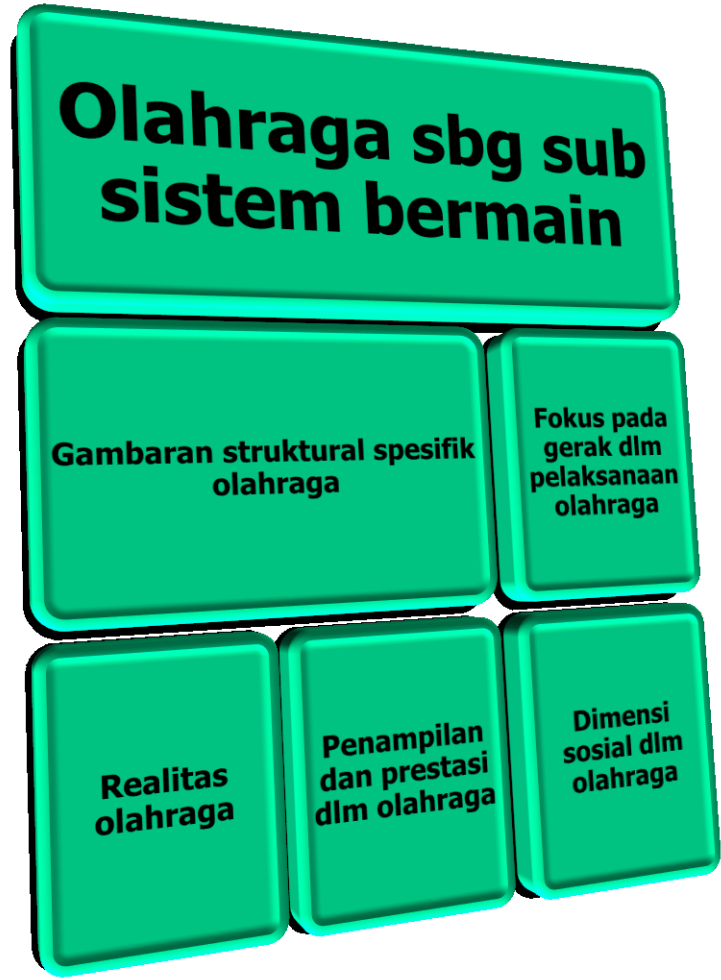 Olahraga sbg sub
sistem bermain
Gambaran struktural spesifik
olahraga
Fokus pada
gerak dlm
pelaksanaan
olahraga
Realitas
olahraga
Penampilan
dan prestasi
dlm olahraga
Dimensi
sosial dlm
olahraga